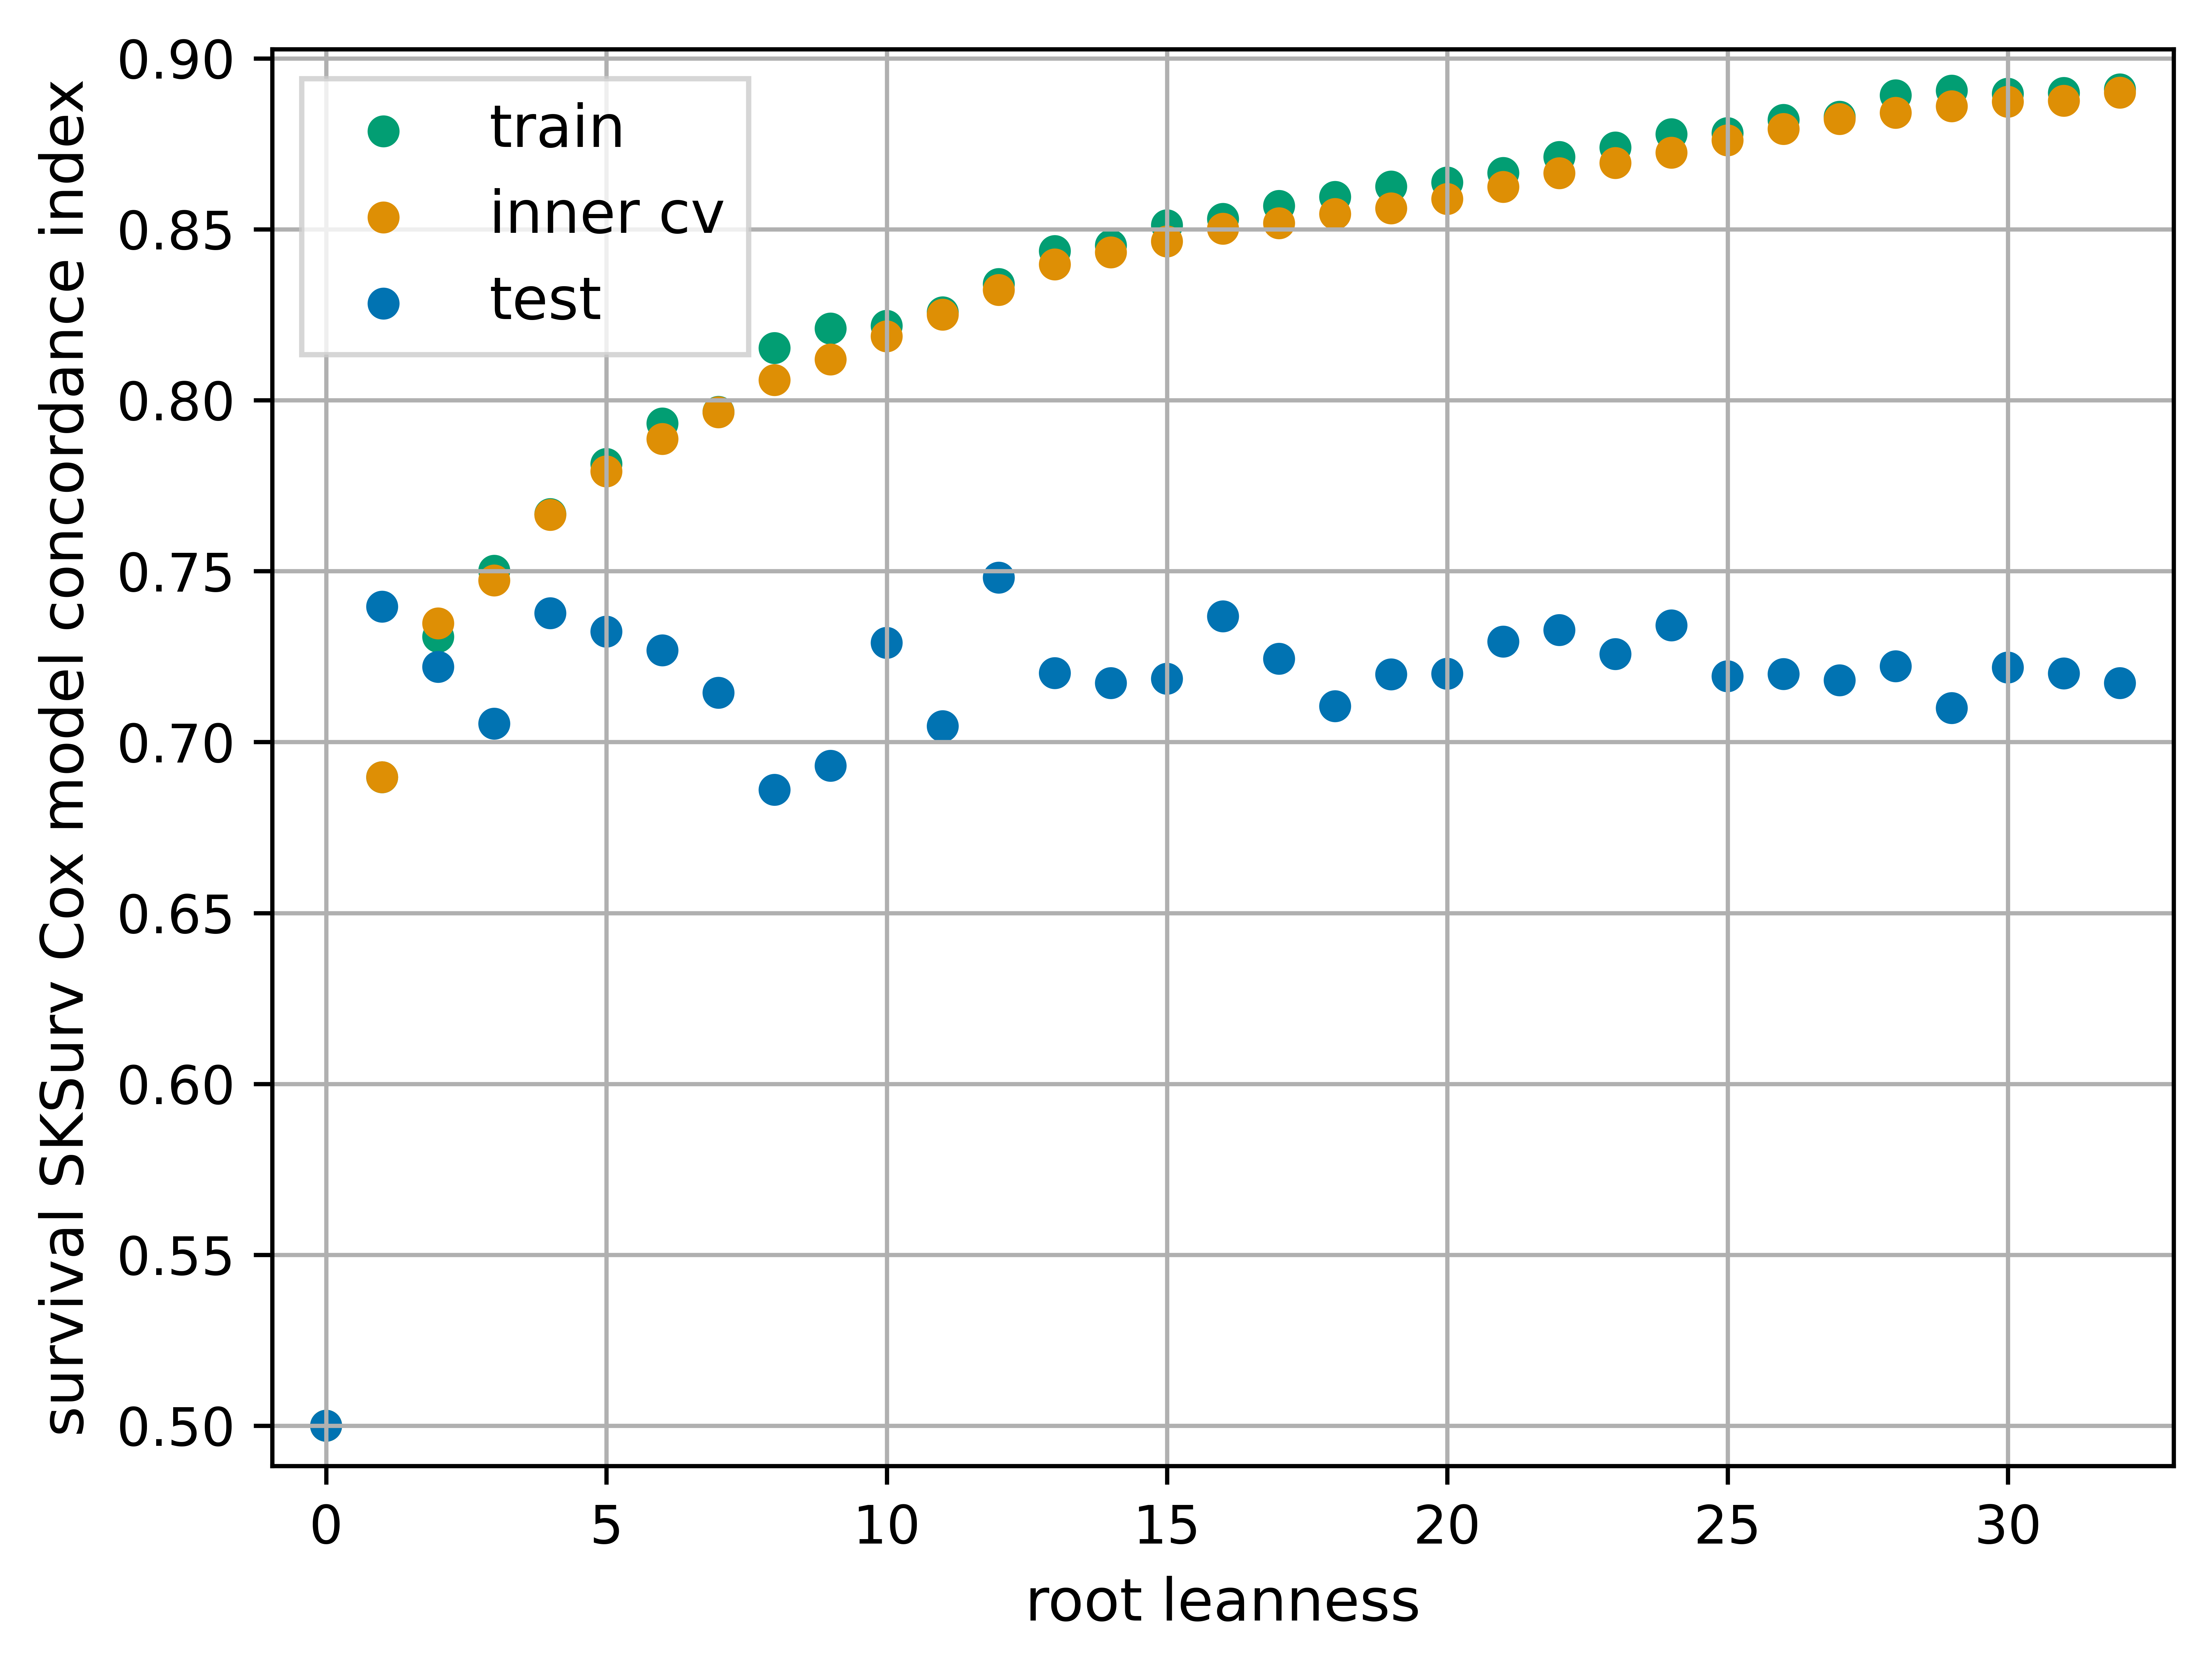 survival SKSurv Cox model concordance index
0.90
0.85
0.80
0.75
0.70
0.65
0.60
0.55
0.50
train
inner cv
test
0 5 10 15 20 25 30
root leanness